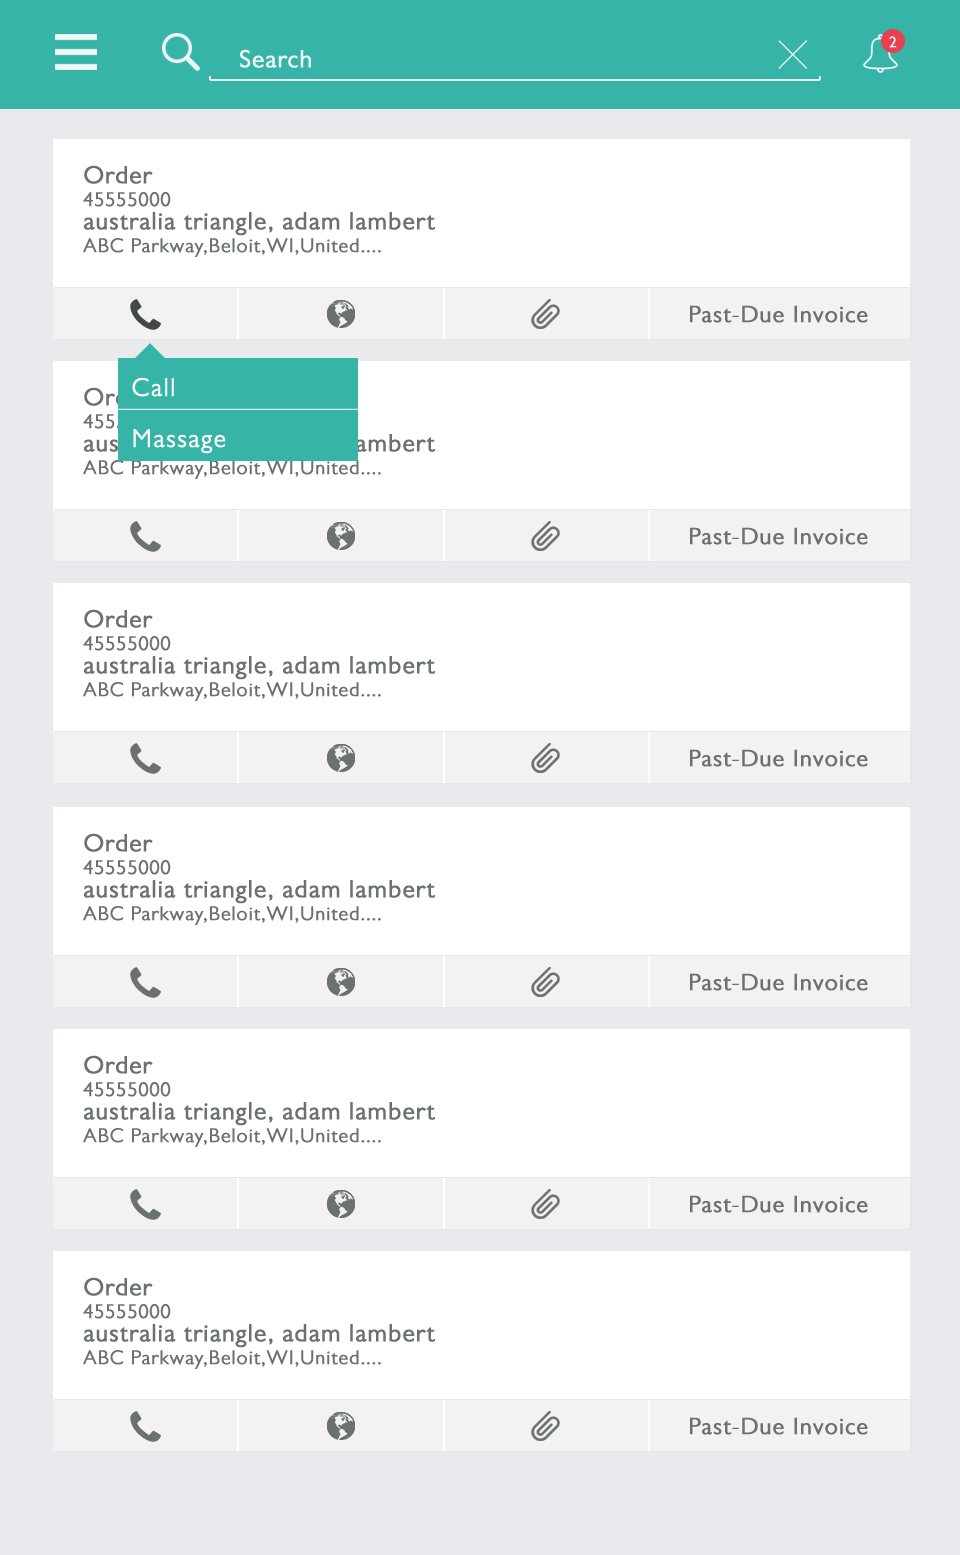 Search
2
Order
45555000
australia triangle, adam lambert
ABC Parkway,Beloit,WI,United....
Past-Due Invoice
Call
Massage
Or
455
aus ambert
ABC Parkway,Beloit,WI,United....
Past-Due Invoice
Order
45555000
australia triangle, adam lambert
ABC Parkway,Beloit,WI,United....
Past-Due Invoice
Order
45555000
australia triangle, adam lambert
ABC Parkway,Beloit,WI,United....
Past-Due Invoice
Order
45555000
australia triangle, adam lambert
ABC Parkway,Beloit,WI,United....
Past-Due Invoice
Order
45555000
australia triangle, adam lambert
ABC Parkway,Beloit,WI,United....
Past-Due Invoice